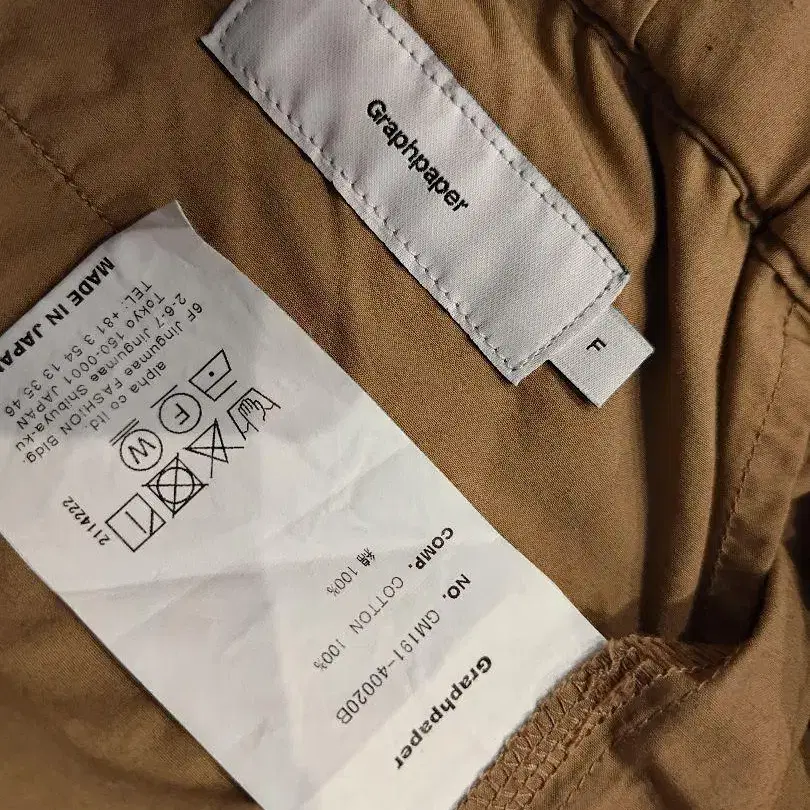 Graphpaper
F
Graphpaper
NO. GM191-40020B
COMP. COTTON 100%
綿 100%
2114222
W
F
alpha co ltd.
6F Jingumae FASHION Bldg.
2-6-7 Jingumae Shibuya-ku
Tokyo 150-0001 JAPAN
TEL. +81 3 54 13 35 46
MADE IN JAPAN